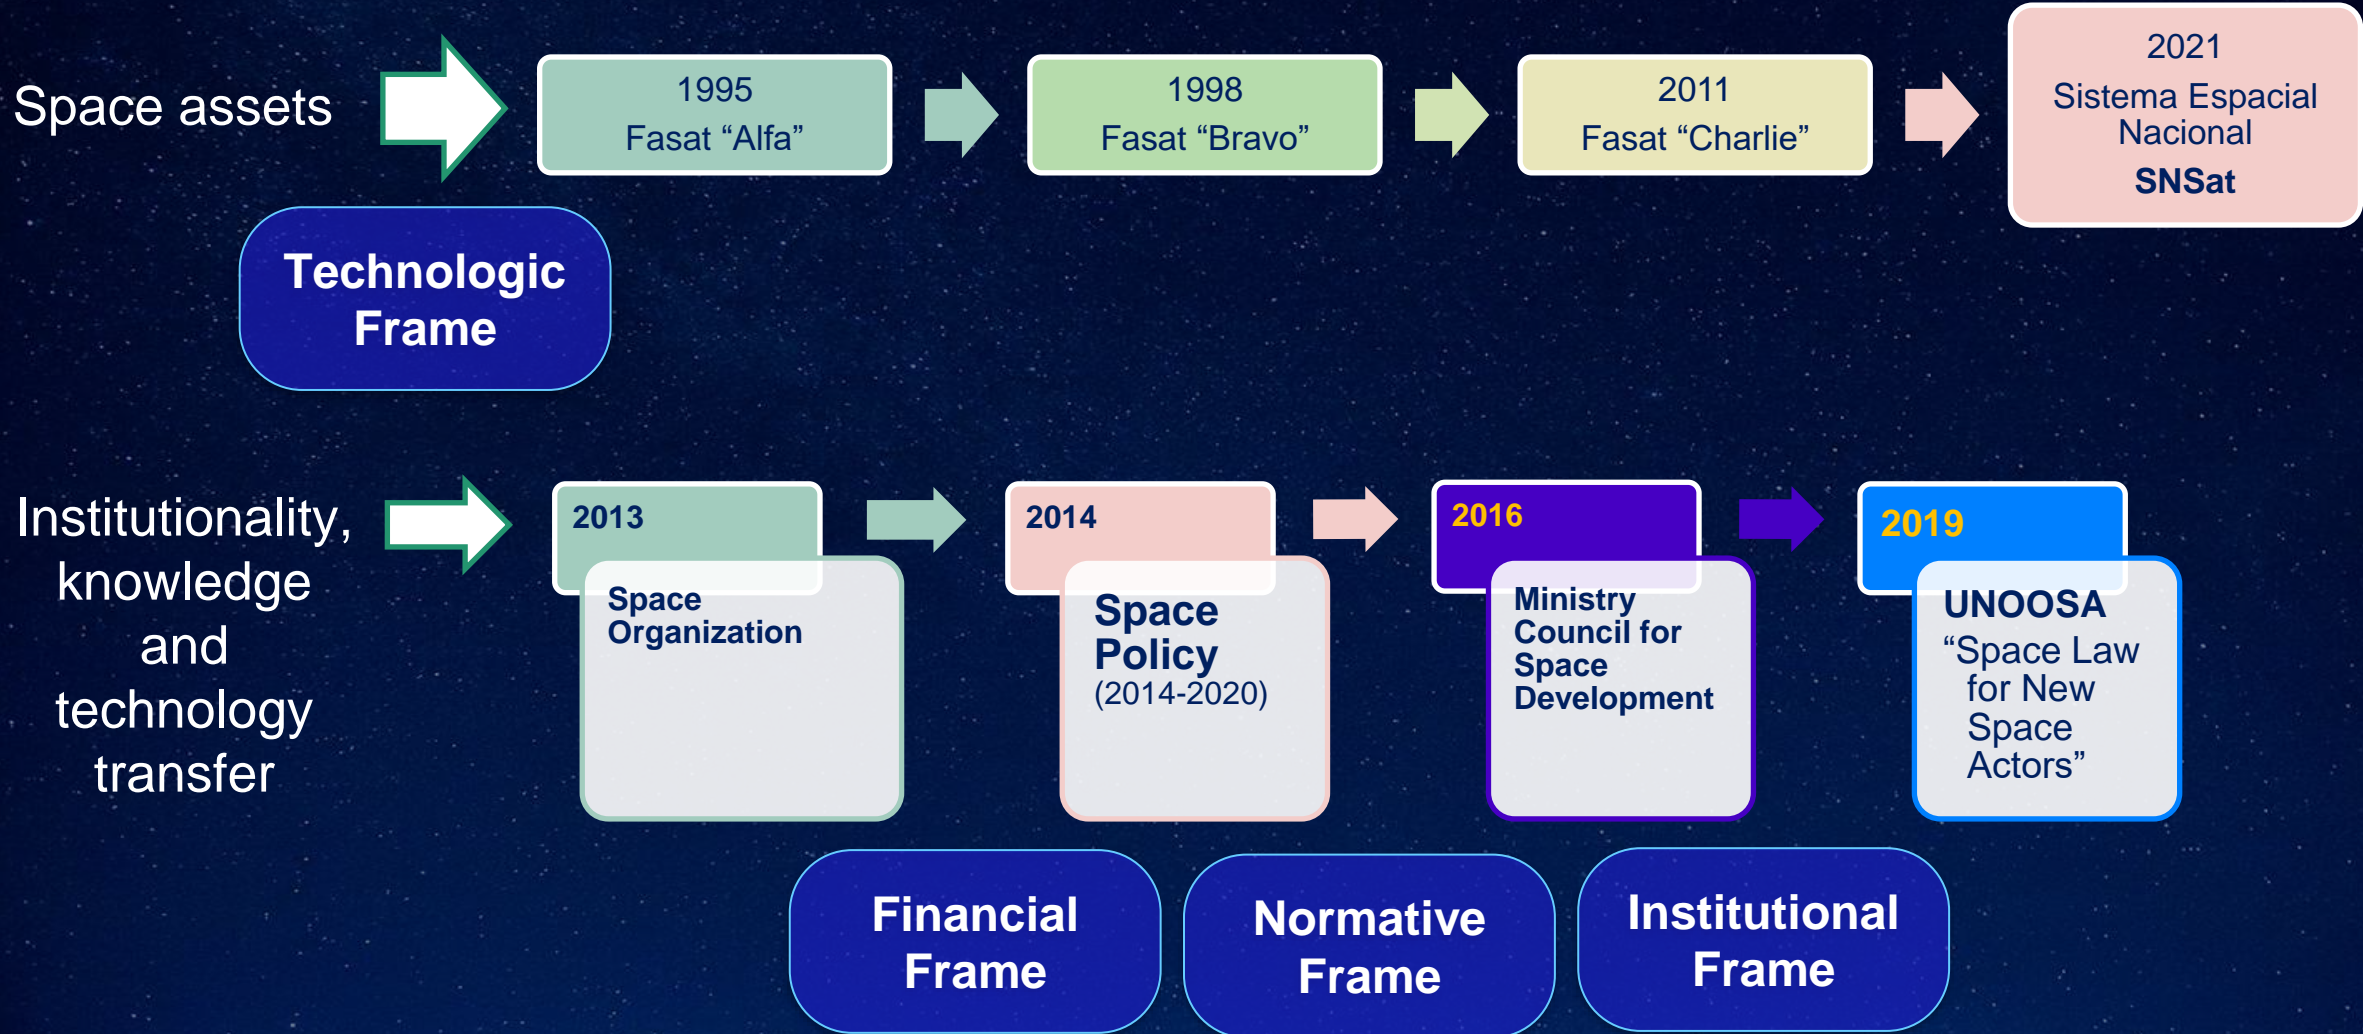 Space assets
1995
Fasat “Alfa”
1998
Fasat “Bravo”
2011
Fasat “Charlie”
2021
Sistema Espacial
Nacional
SNSat
Technologic
Frame
Institutionality,
knowledge
and
technology
transfer
2013
Space
Organization
2014
Space
Policy
(2014-2020)
2016
Ministry
Council for
Space
Development
2019
UNOOSA
“Space Law
for New
Space
Actors”
Financial
Frame
Normative
Frame
Institutional
Frame